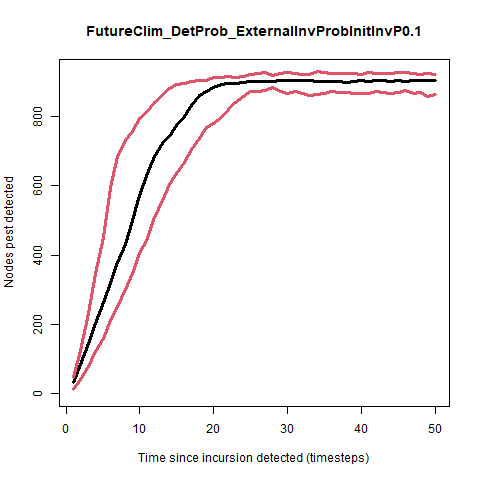 FutureClim_DetProb_ExternalInvProbInitInvP0.1
Nodes pest detected
800
600
400
200
0
0 10 20 30 40 50
Time since incursion detected (timesteps)